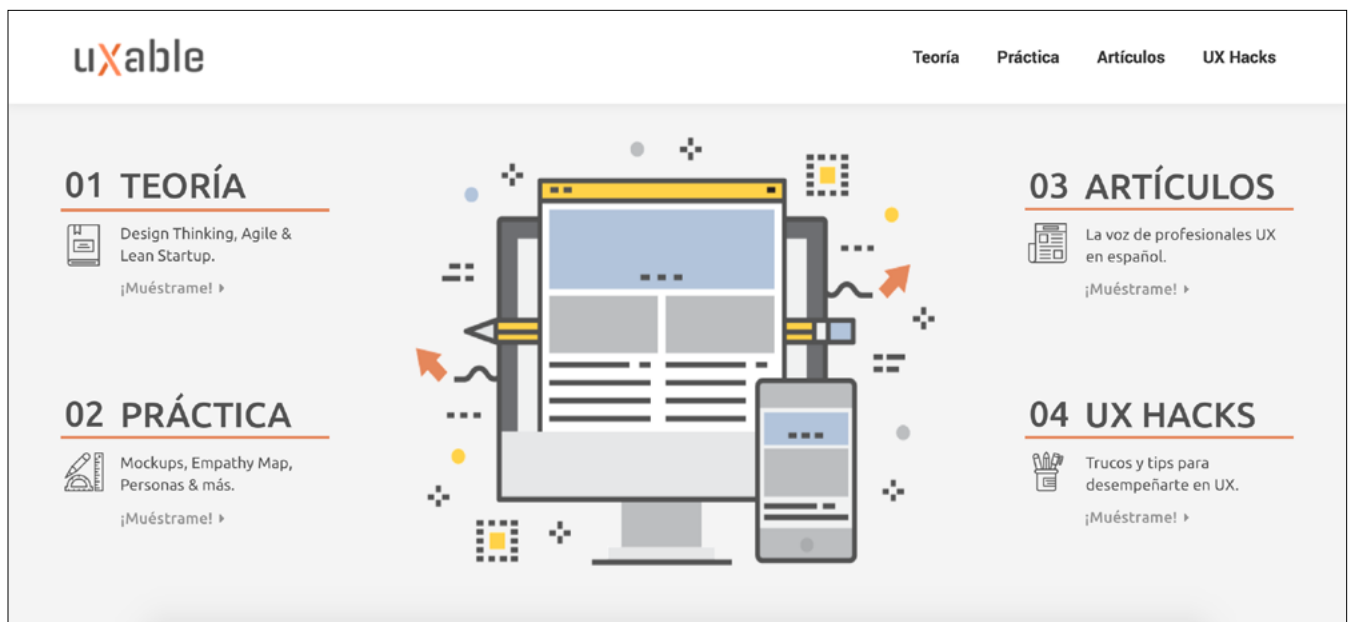 uXable
Teoría Práctica Artículos UX Hacks
01 TEORÍA
Design Thinking, Agile &
Lean Startup.
¡Muéstrame!
02 PRÁCTICA
Mockups, Empathy Map,
Personas & más.
¡Muéstrame!
03 ARTÍCULOS
La voz de profesionales UX
en español.
¡Muéstrame!
04 UX HACKS
Trucos y tips para
desempeñarte en UX.
¡Muéstrame!